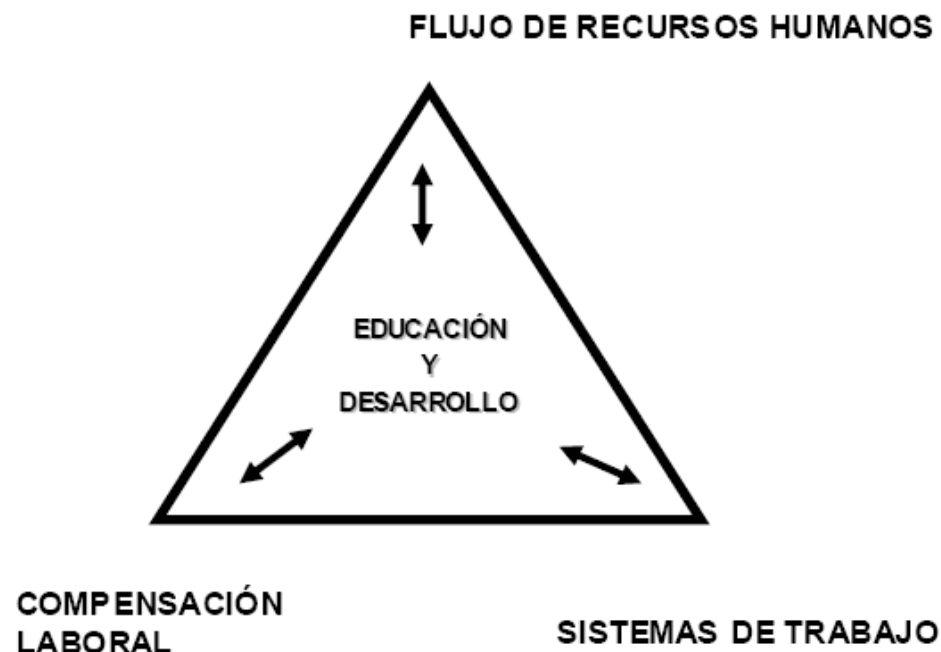 FLUJO DE RECURSOS HUMANOS
EDUCACIÓN
Y
DESARROLLO
COMPENSACIÓN
LABORAL
SISTEMAS DE TRABAJO